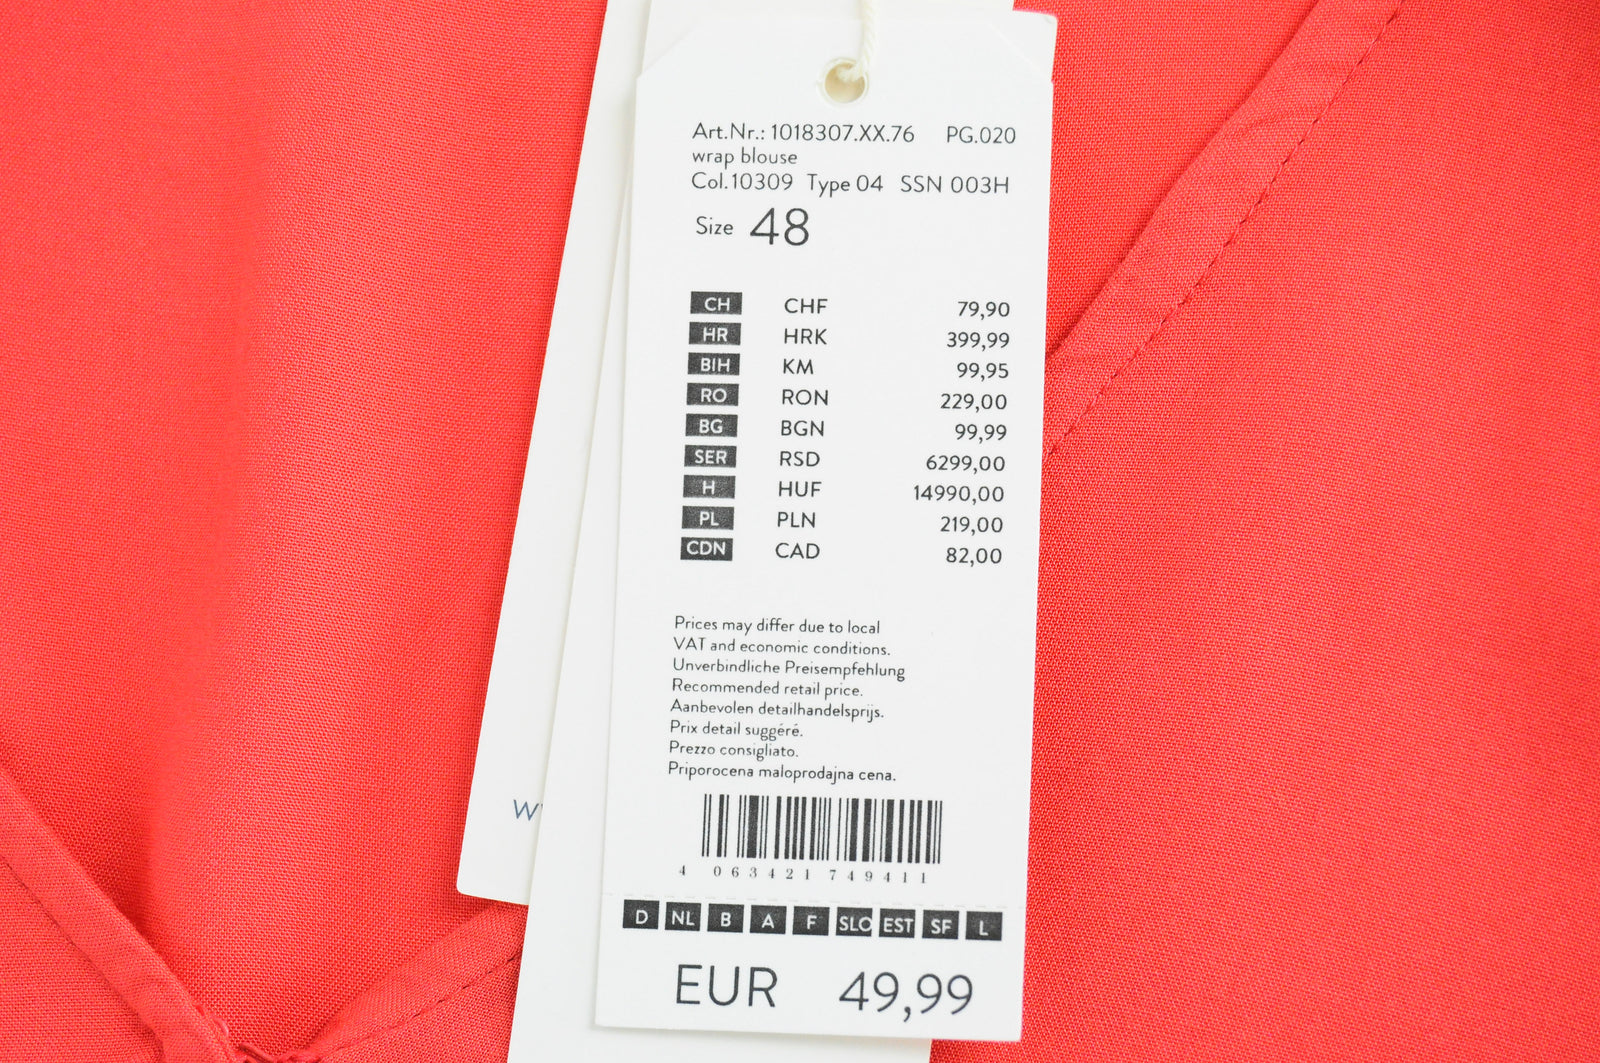 Art.Nr.: 1018307.XX.76 PG.020
wrap blouse
Col.10309 Type 04 SSN 003H
Size 48
CH CHF 79,90
HR HRK 399,99
BIH KM 99,95
RO RON 229,00
BG BGN 99,99
SER RSD 6299,00
H HUF 14990,00
PL PLN 219,00
CDN CAD 82,00
Prices may differ due to local
VAT and economic conditions.
Unverbindliche Preisempfehlung
Recommended retail price.
Aanbevolen detailhandelsprijs.
Prix detail suggéré.
Prezzo consigliato.
Priporocena maloprodajna cena.
4 063421 749411
D NL B A F SLO EST SF L
EUR 49,99